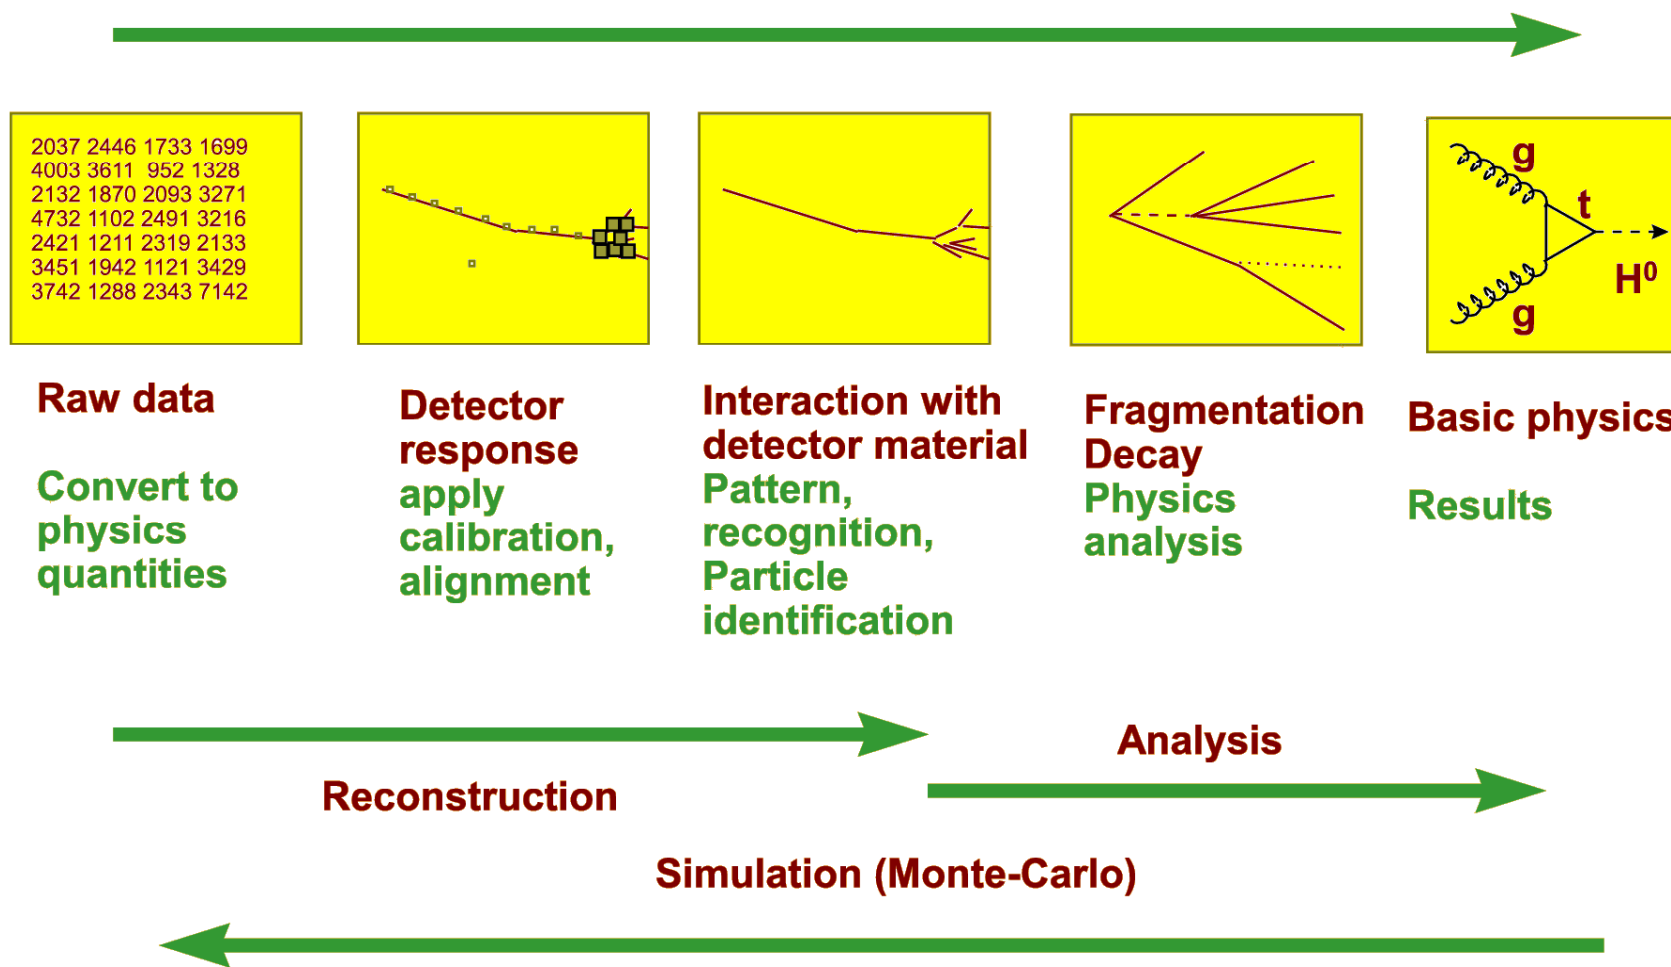 2037 2446 1733 1699
4003 3611 952 1328
2132 1870 2093 3271
4732 1102 2491 3216
2421 1211 2319 2133
3451 1942 1121 3429
3742 1288 2343 7142
g
t
H⁰
g
Raw data
Convert to
physics
quantities
Detector
response
apply
calibration,
alignment
Interaction with
detector material
Pattern,
recognition,
Particle
identification
Fragmentation
Decay
Physics
analysis
Basic physics
Results
Reconstruction
Analysis
Simulation (Monte-Carlo)